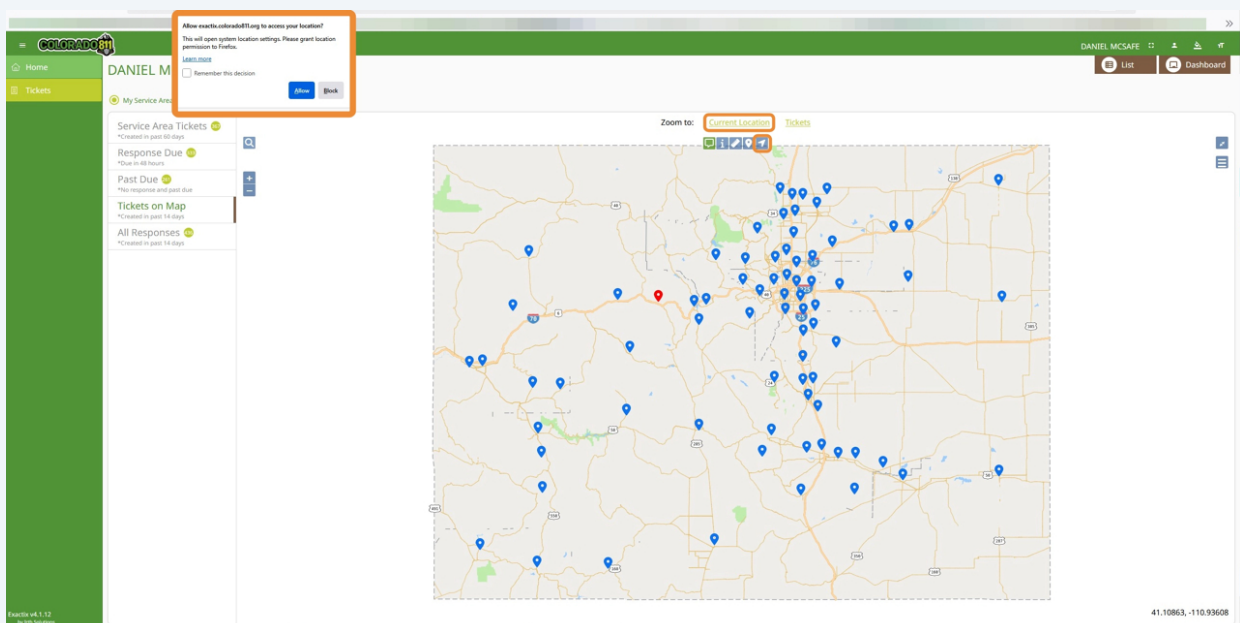 Allow exactix.colorado811.org to access your location?
This will open system location settings. Please grant location
permission to Firefox.
Learn more
Remember this decision
Allow Block
COLORADO 811
DANIEL MCSAFE
Home
DANIEL M
List
Dashboard
Tickets
My Service Area
Zoom to: Current Location Tickets
Service Area Tickets
*Created in past 60 days
Response Due
*Due in 48 hours
Past Due
*No response and past due
Tickets on Map
*Created in past 14 days
All Responses
*Created in past 14 days
+
−
70
25
Exactix v4.1.12
41.10863, -110.93608